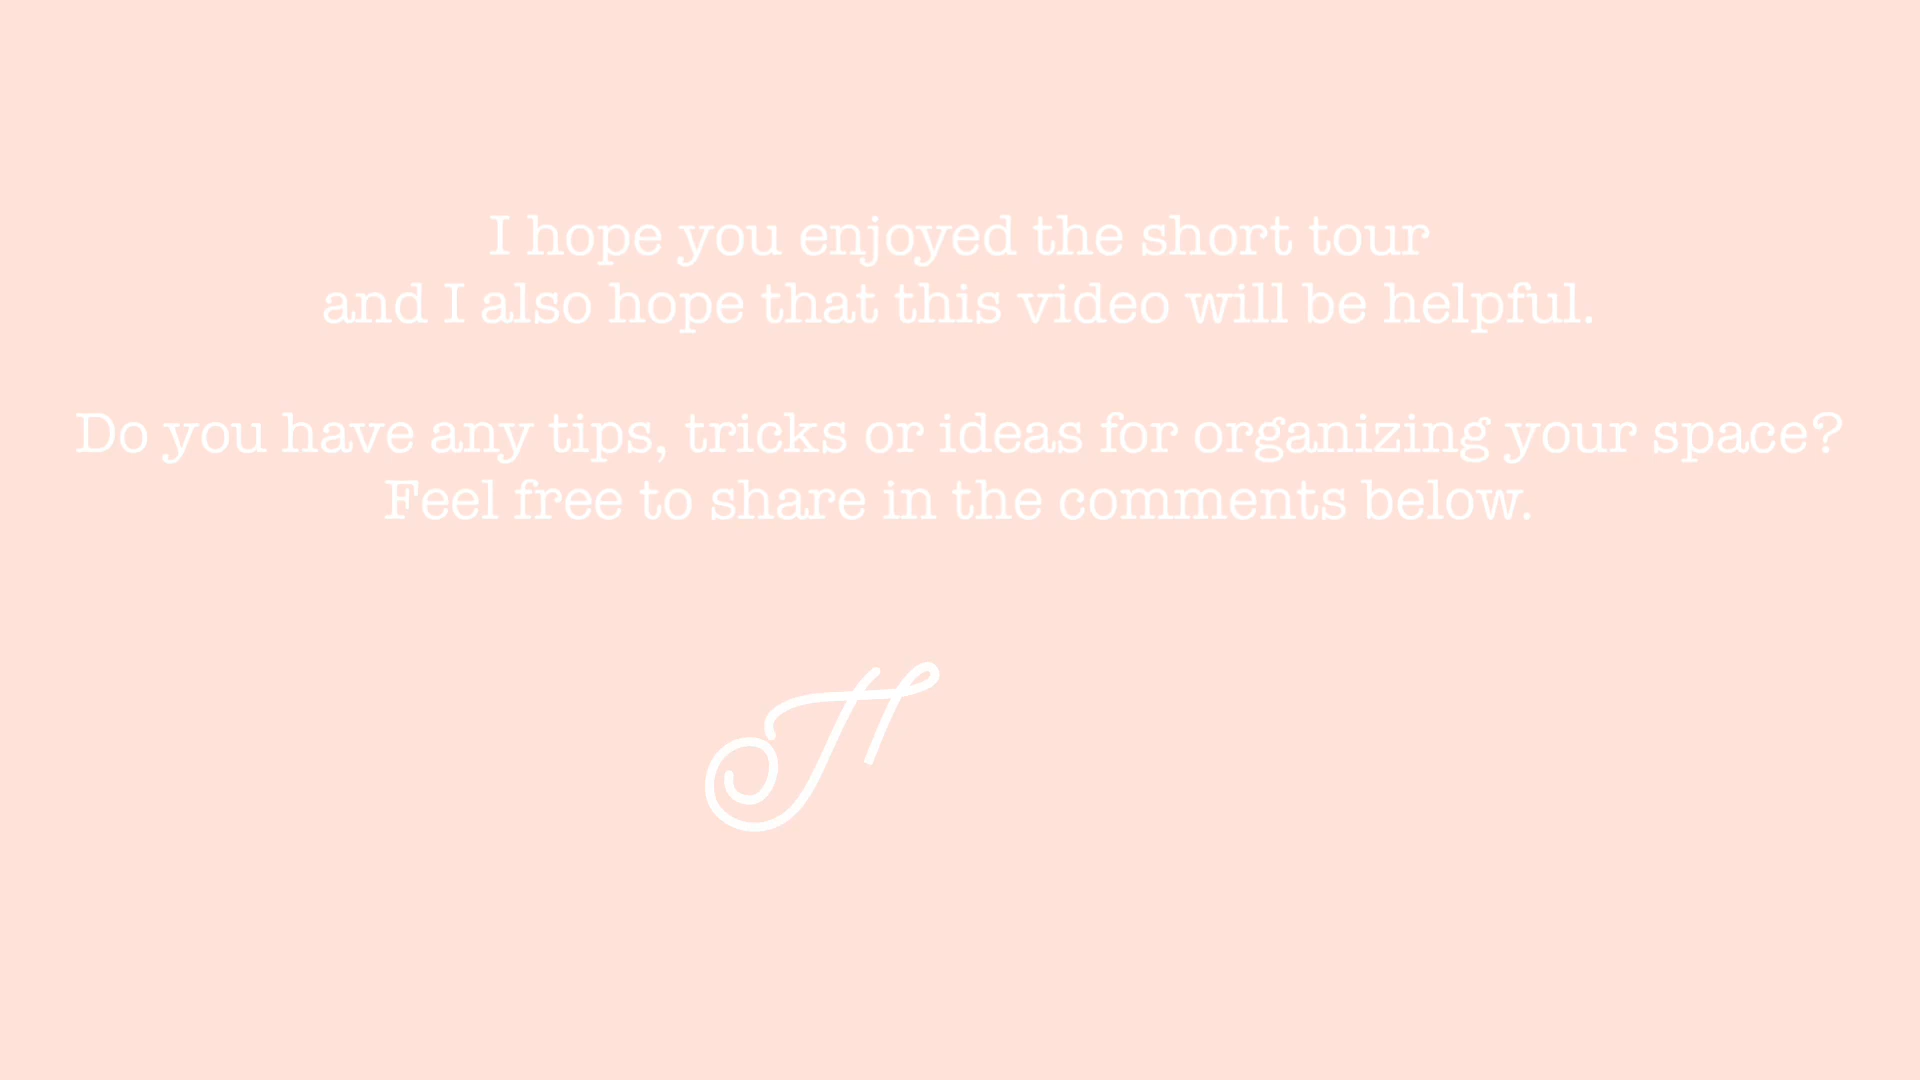 I hope you enjoyed the short tour
and I also hope that this video will be helpful.
Do you have any tips, tricks or ideas for organizing your space?
Feel free to share in the comments below.
H